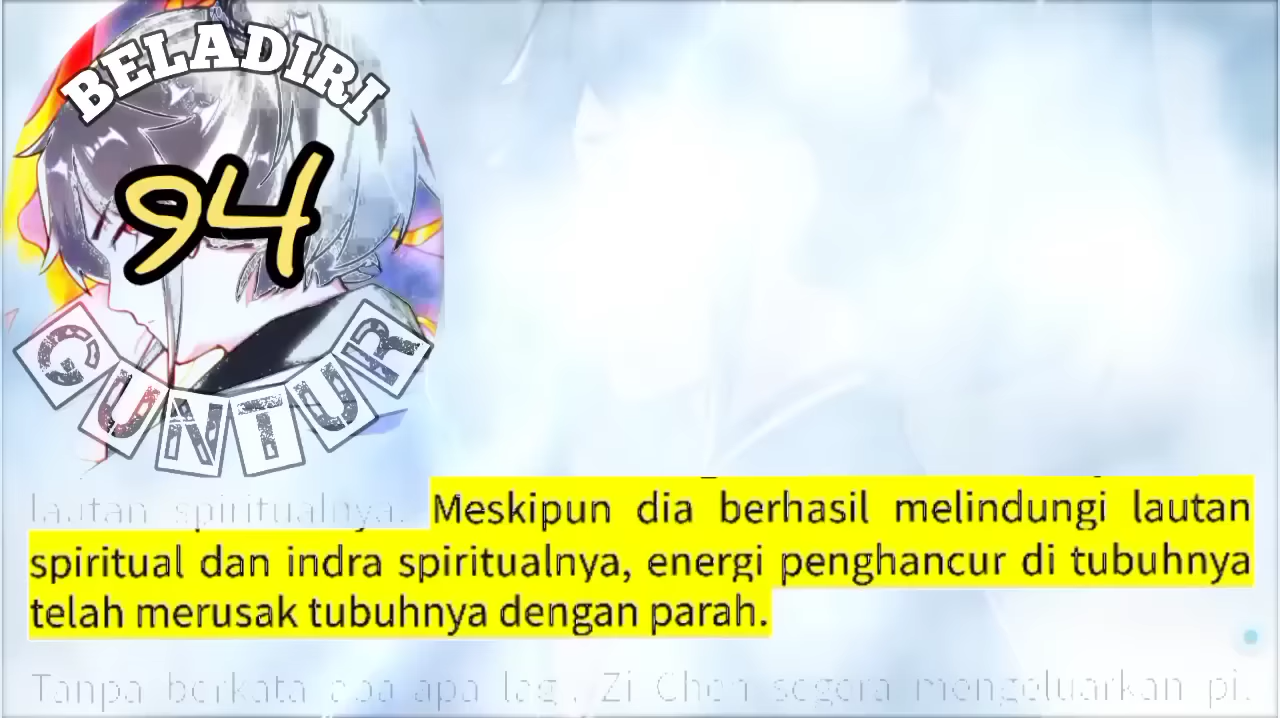 BELADIRI
94
GUNTUR
lautan spiritualnya. Meskipun dia berhasil melindungi lautan
spiritual dan indra spiritualnya, energi penghancur di tubuhnya
telah merusak tubuhnya dengan parah.
Tanpa berkata apa apa lagi, Zi Chen segera mengeluarkan